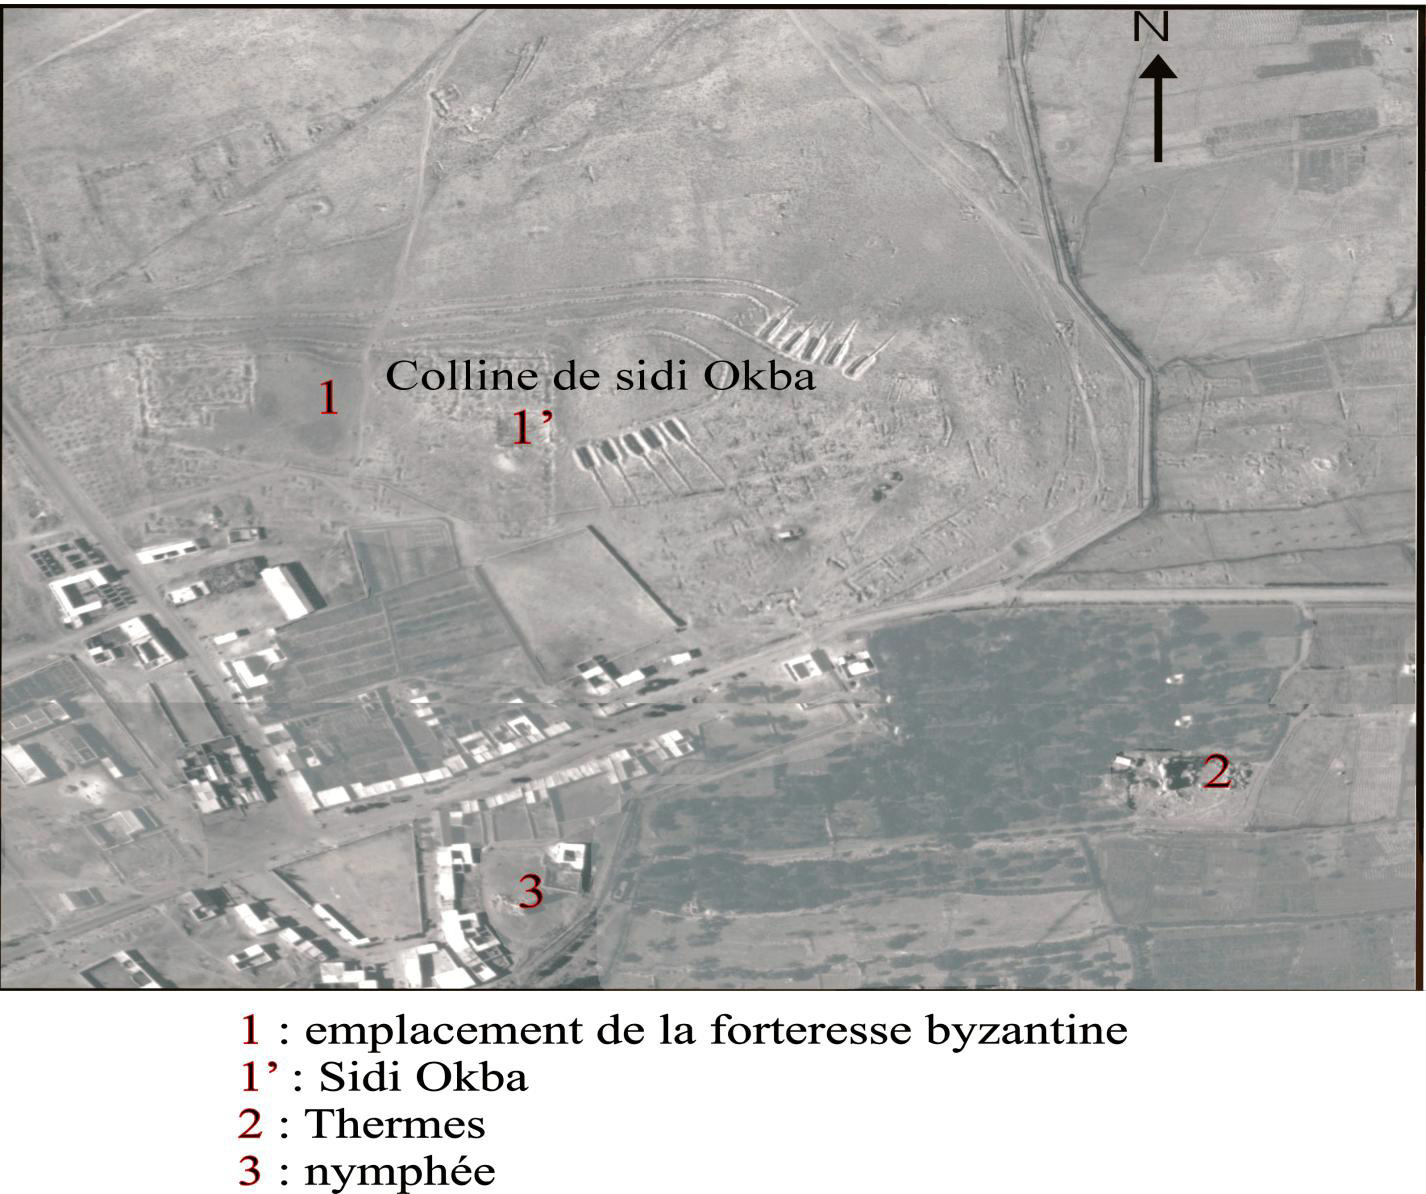 N
Colline de sidi Okba
1
1’
2
3
1 : emplacement de la forteresse byzantine
1’ : Sidi Okba
2 : Thermes
3 : nymphée